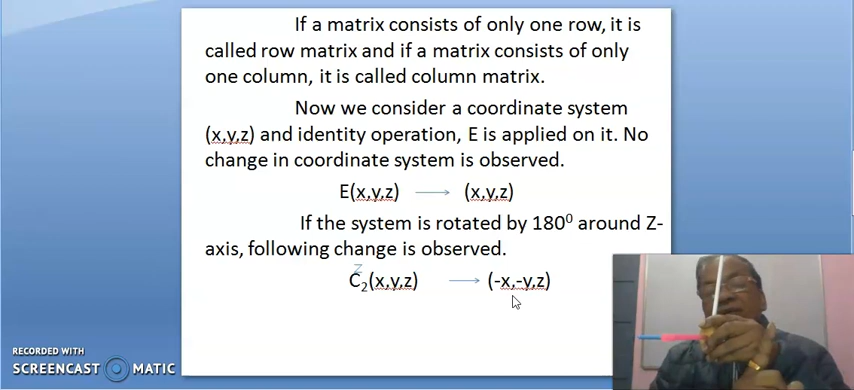 If a matrix consists of only one row, it is
called row matrix and if a matrix consists of only
one column, it is called column matrix.
Now we consider a coordinate system
(x,y,z) and identity operation, E is applied on it. No
change in coordinate system is observed.
E(x,y,z) ⟶ (x,y,z)
If the system is rotated by 180⁰ around Z-
axis, following change is observed.
z
C₂(x,y,z) ⟶ (-x,-y,z)
RECORDED WITH
SCREENCAST MATIC